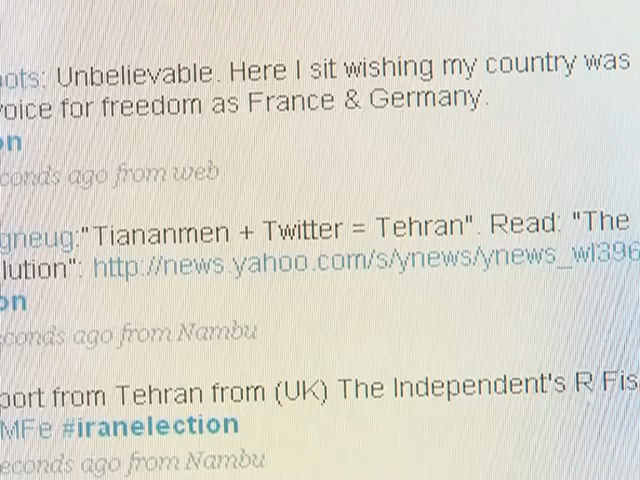 ots: Unbelievable. Here I sit wishing my country was
voice for freedom as France & Germany.
on
conds ago from web
gneug:"Tiananmen + Twitter = Tehran". Read: "The
lution": http://news.yahoo.com/s/ynews/ynews_wl396
on
econds ago from Nambu
port from Tehran from (UK) The Independent's R Fis
MFe #iranelection
econds ago from Nambu